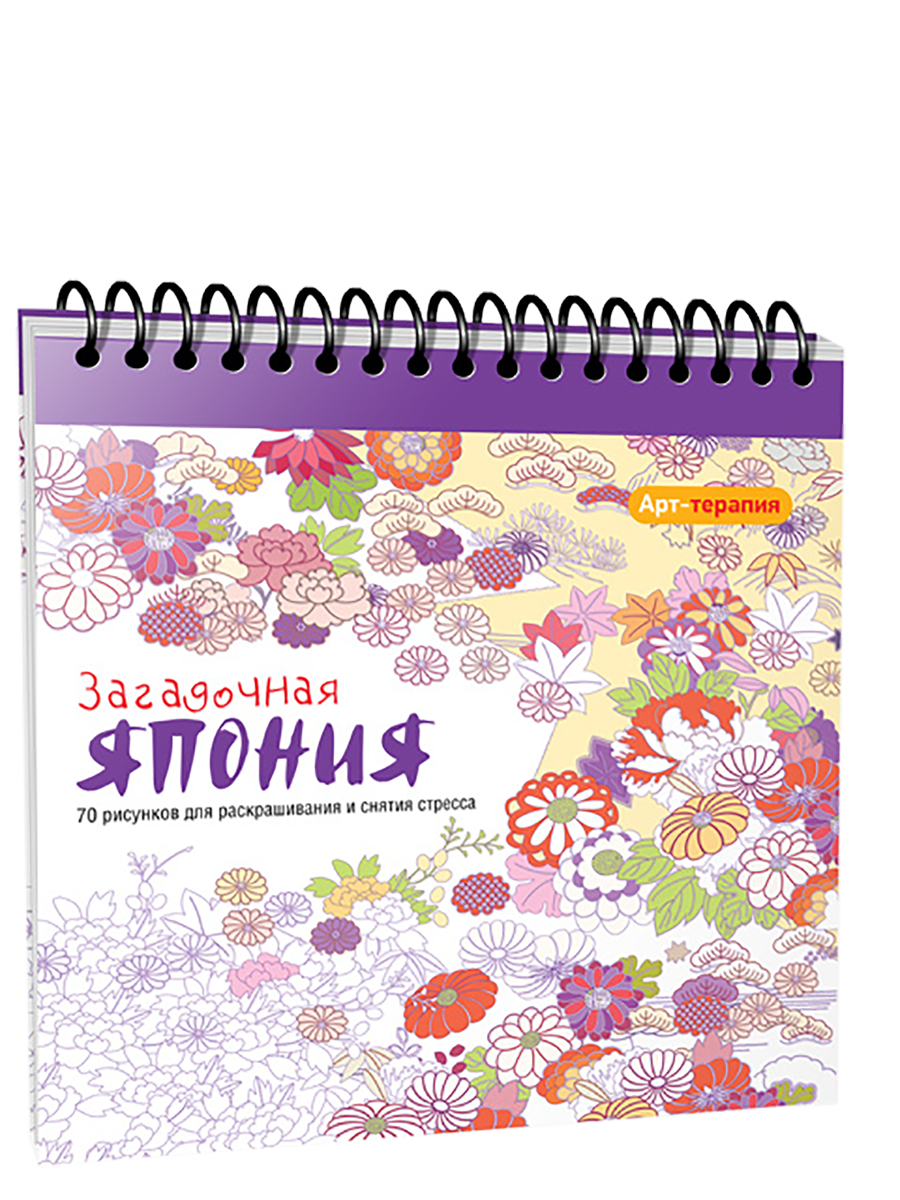 Арт-терапия
Загадочная
ЯПОНИЯ
70 рисунков для раскрашивания и снятия стресса